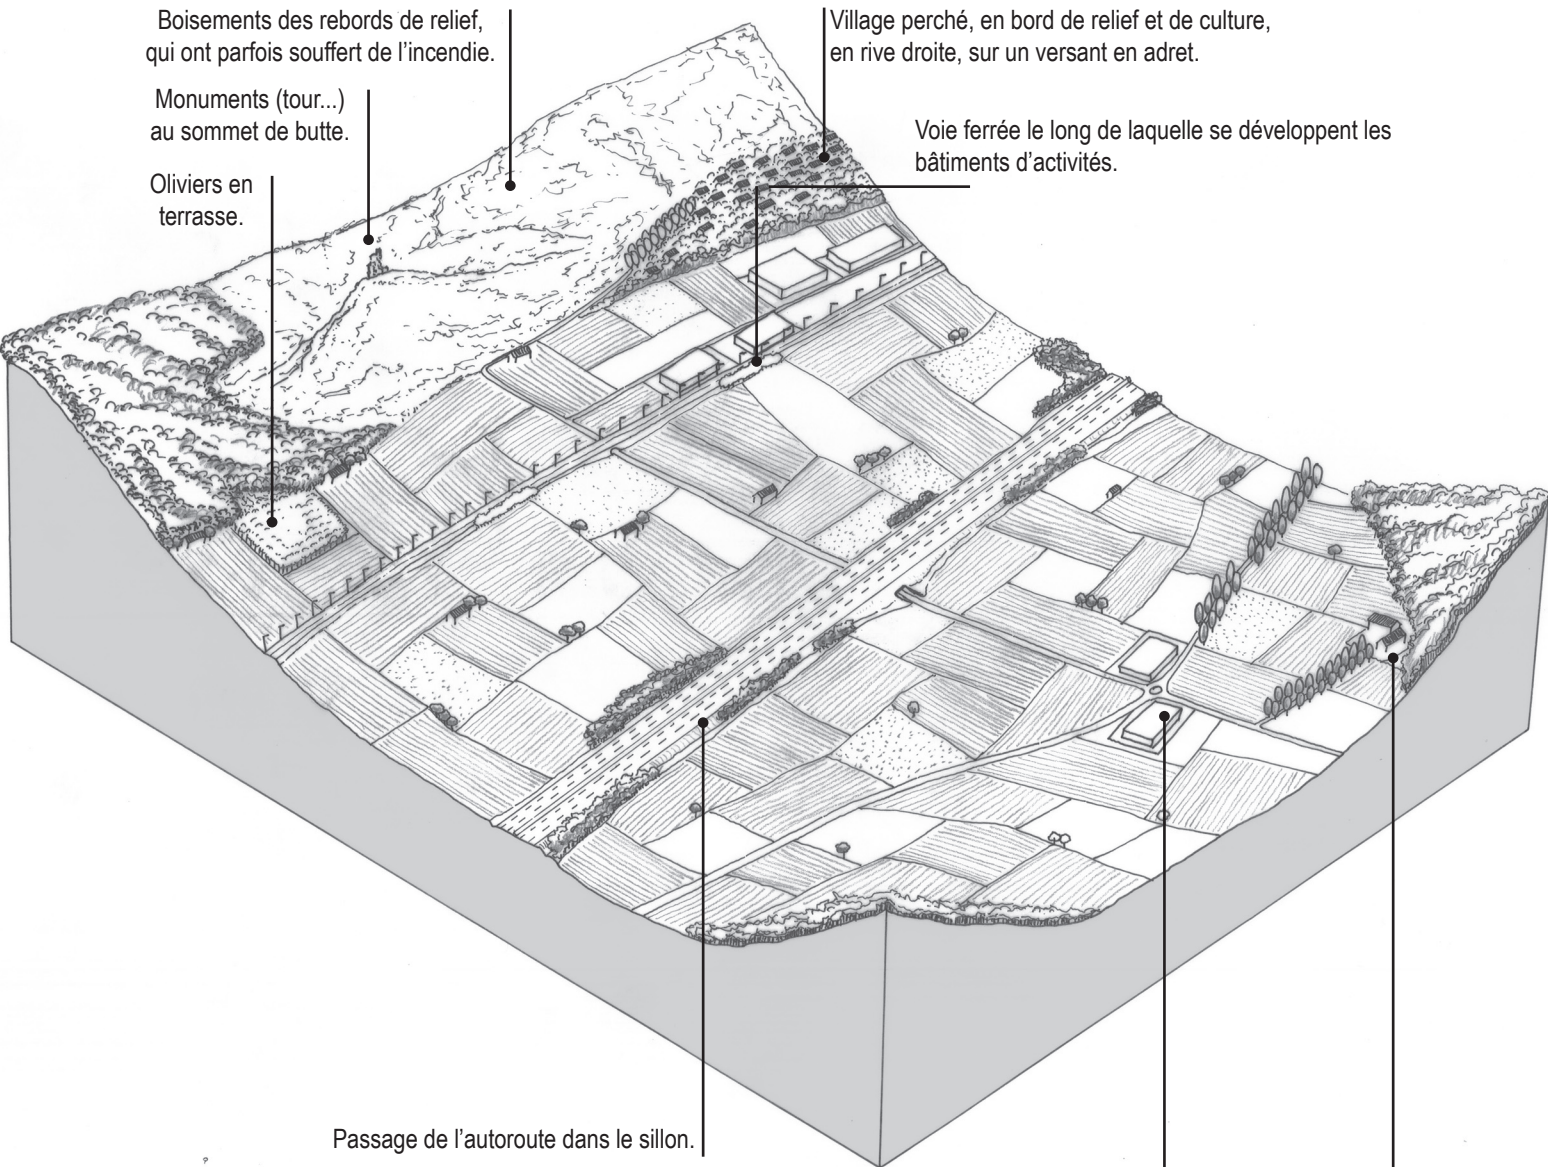 Boisements des rebords de relief,
qui ont parfois souffert de l’incendie.
Village perché, en bord de relief et de culture,
en rive droite, sur un versant en adret.
Monuments (tour...)
au sommet de butte.
Voie ferrée le long de laquelle se développent les
bâtiments d’activités.
Oliviers en
terrasse.
Passage de l’autoroute dans le sillon.